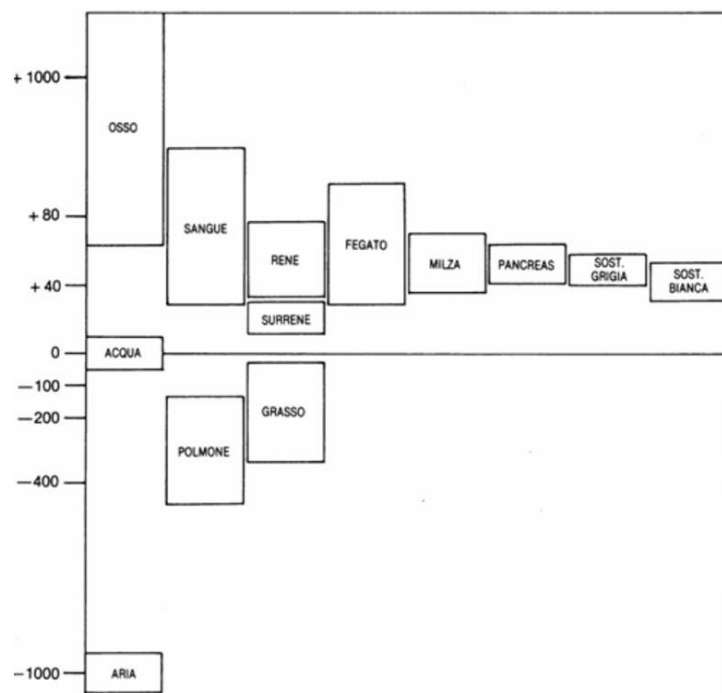 + 1000
OSSO
+ 80
SANGUE
RENE
FEGATO
MILZA
PANCREAS
SOST.
GRIGIA
SOST.
BIANCA
+ 40
SURRENE
0
ACQUA
—100
—200
GRASSO
POLMONE
—400
—1000
ARIA